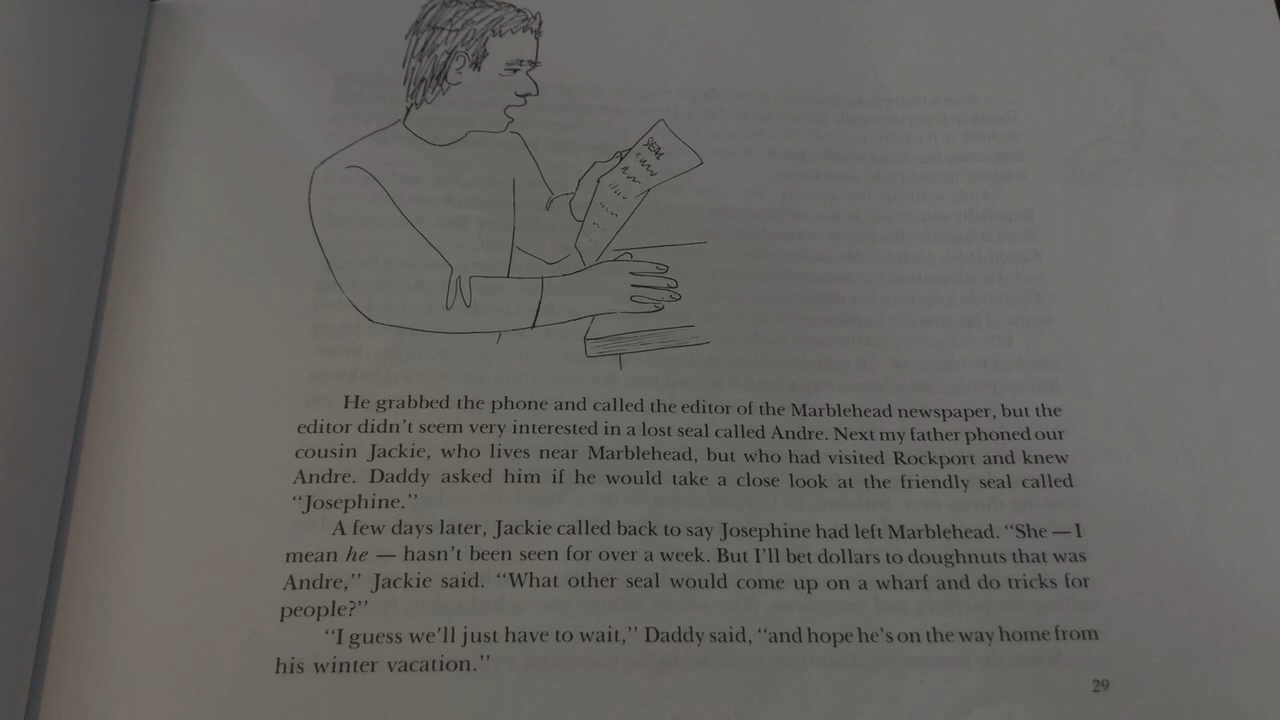 SEAL
He grabbed the phone and called the editor of the Marblehead newspaper, but the
editor didn't seem very interested in a lost seal called Andre. Next my father phoned our
cousin Jackie, who lives near Marblehead, but who had visited Rockport and knew
Andre. Daddy asked him if he would take a close look at the friendly seal called
“Josephine.”
A few days later, Jackie called back to say Josephine had left Marblehead. “She — I
mean he — hasn't been seen for over a week. But I'll bet dollars to doughnuts that was
Andre,” Jackie said. “What other seal would come up on a wharf and do tricks for
people?”
“I guess we'll just have to wait,” Daddy said, “and hope he's on the way home from
his winter vacation.”
29